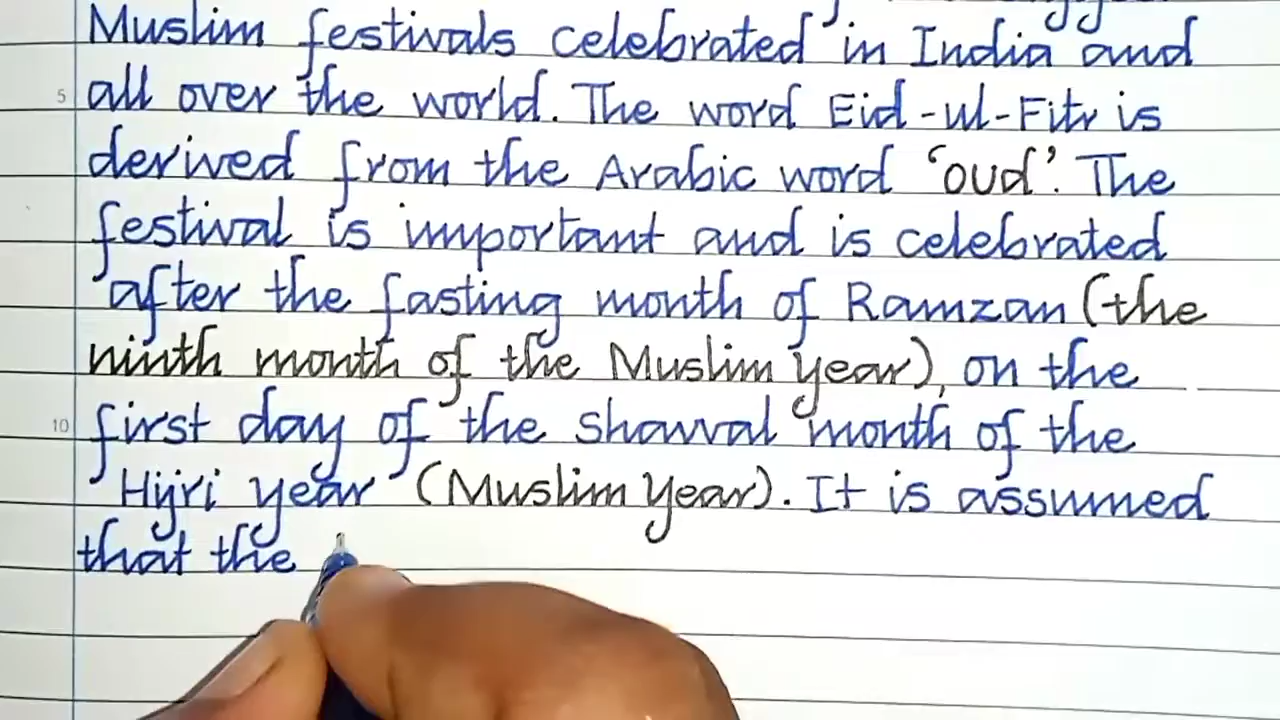 Muslim festivals celebrated in India and
5 all over the world. The word Eid-ul-Fitr is
derived from the Arabic word 'oud'. The
festival is important and is celebrated
after the fasting month of Ramzan (the
ninth month of the Muslim year), on the
10 first day of the shawal month of the
Hijri year (Muslim year). It is assumed
that the